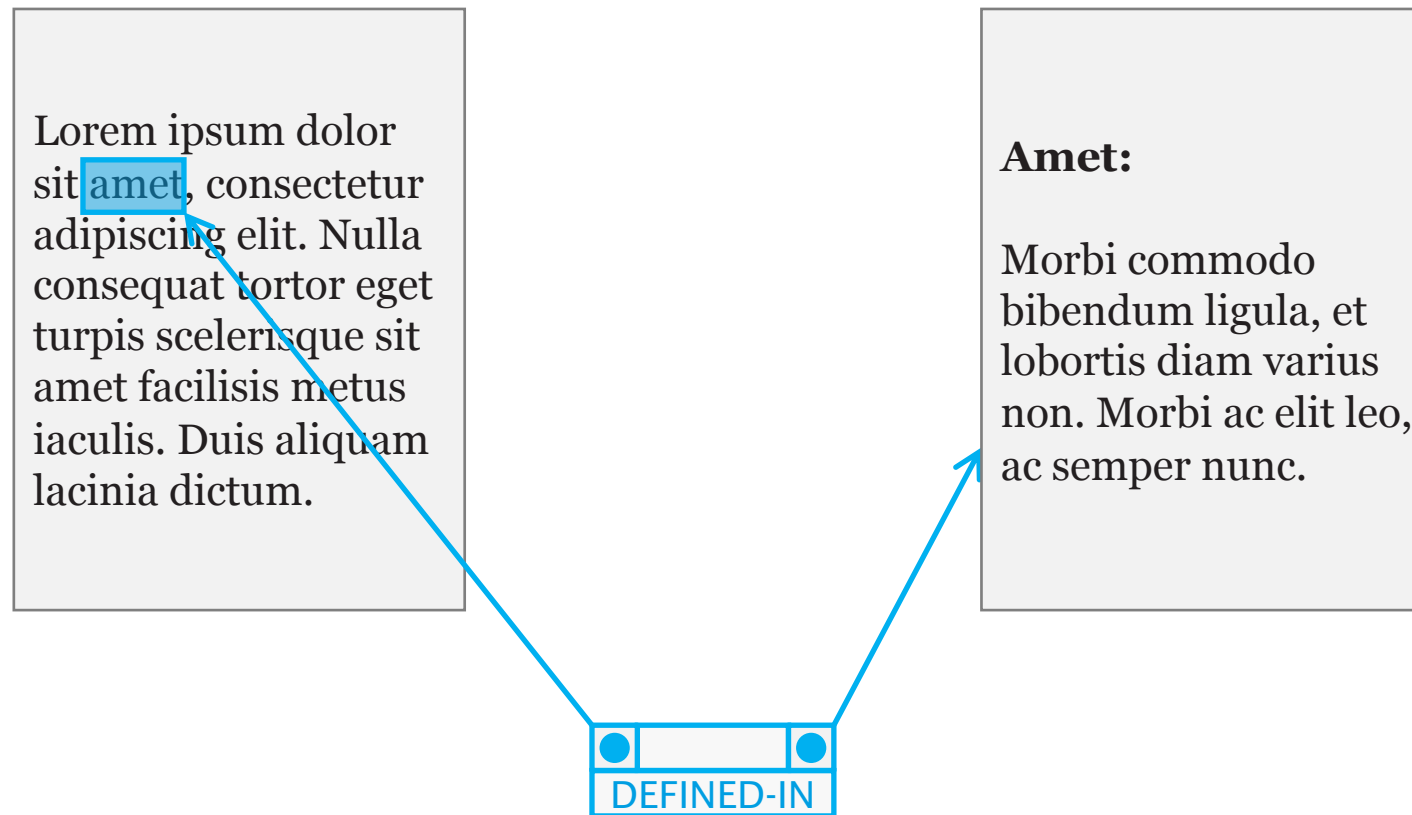 Lorem ipsum dolor
sit amet, consectetur
adipiscing elit. Nulla
consequat tortor eget
turpis scelerisque sit
amet facilisis metus
iaculis. Duis aliquam
lacinia dictum.
Amet:
Morbi commodo
bibendum ligula, et
lobortis diam varius
non. Morbi ac elit leo,
ac semper nunc.
DEFINED-IN